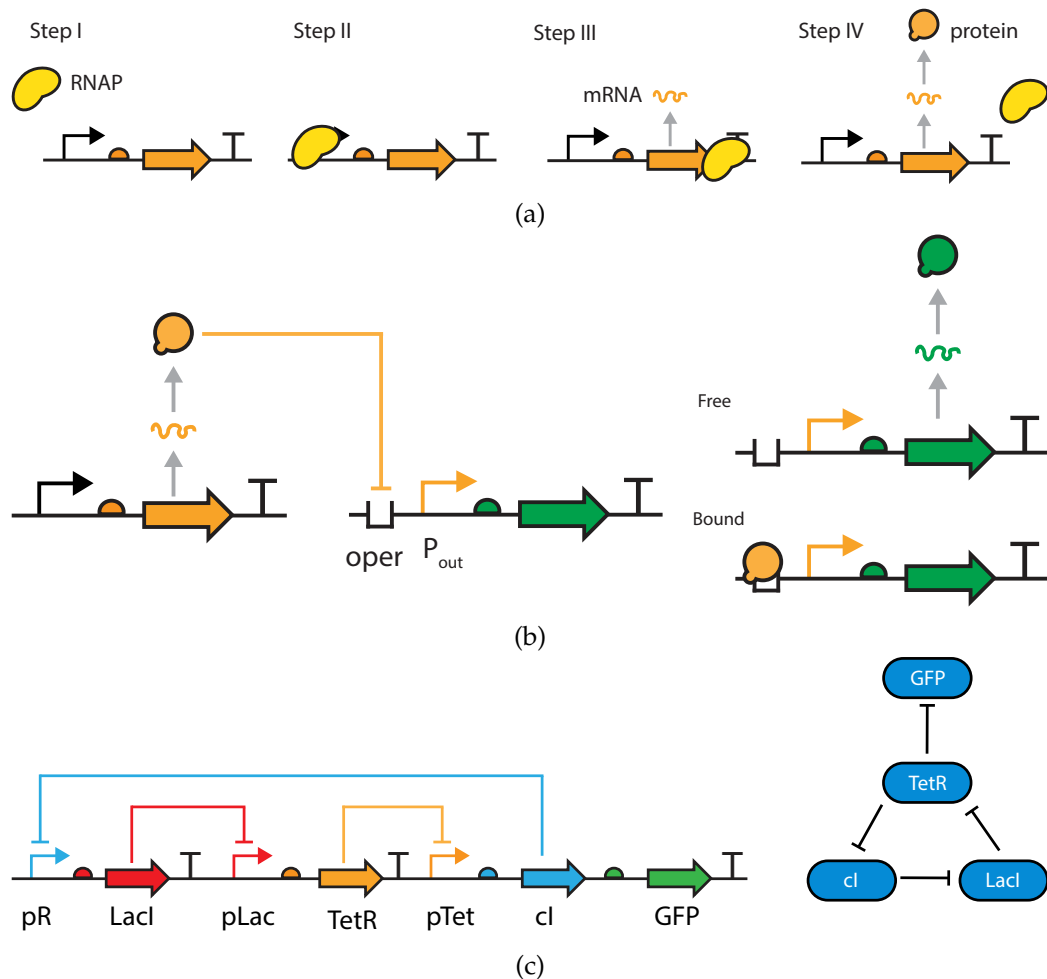 Step I
Step II
Step III
Step IV
protein
RNAP
mRNA
(a)
Free
Bound
oper
P out
(b)
GFP
TetR
cI
LacI
pR
LacI
pLac
TetR
pTet
cI
GFP
(c)